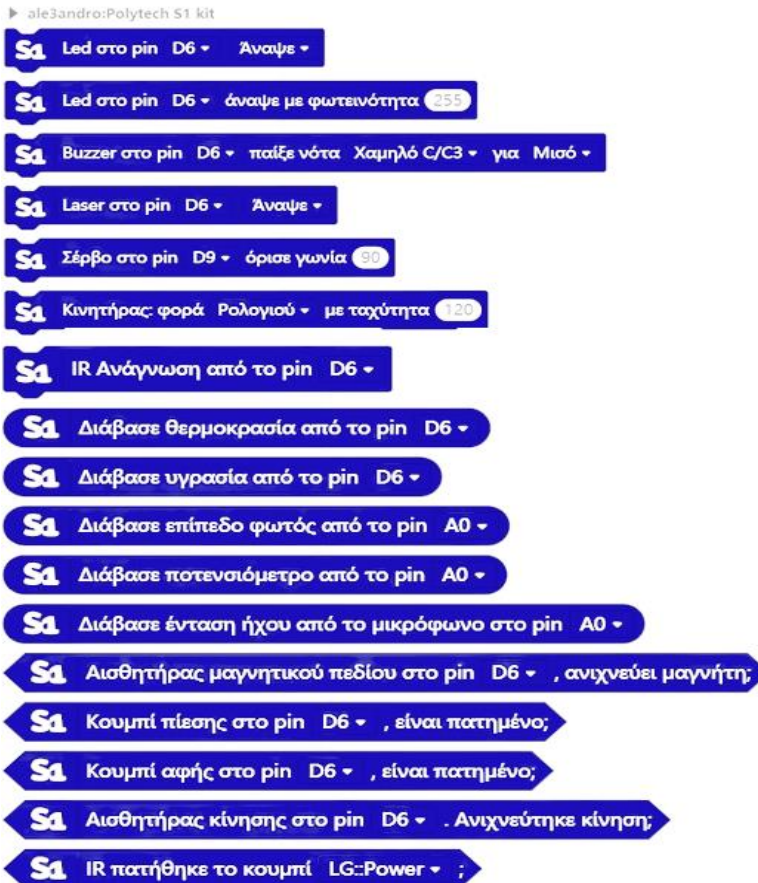 ale3andro:Polytech S1 kit
S1 Led στο pin D6 Άναψε
S1 Led στο pin D6 άναψε με φωτεινότητα 255
S1 Buzzer στο pin D6 παίξε νότα Χαμηλό C/C3 για Μισό
S1 Laser στο pin D6 Άναψε
S1 Σέρβο στο pin D9 όρισε γωνία 90
S1 Κινητήρας: φορά Ρολογιού με ταχύτητα 120
S1 IR Ανάγνωση από το pin D6
S1 Διάβασε θερμοκρασία από το pin D6
S1 Διάβασε υγρασία από το pin D6
S1 Διάβασε επίπεδο φωτός από το pin A0
S1 Διάβασε ποτενσιόμετρο από το pin A0
S1 Διάβασε ένταση ήχου από το μικρόφωνο στο pin A0
S1 Αισθητήρας μαγνητικού πεδίου στο pin D6 , ανιχνεύει μαγνήτη;
S1 Κουμπί πίεσης στο pin D6 , είναι πατημένο;
S1 Κουμπί αφής στο pin D6 , είναι πατημένο;
S1 Αισθητήρας κίνησης στο pin D6 . Ανιχνεύτηκε κίνηση;
S1 IR πατήθηκε το κουμπί LG::Power ;